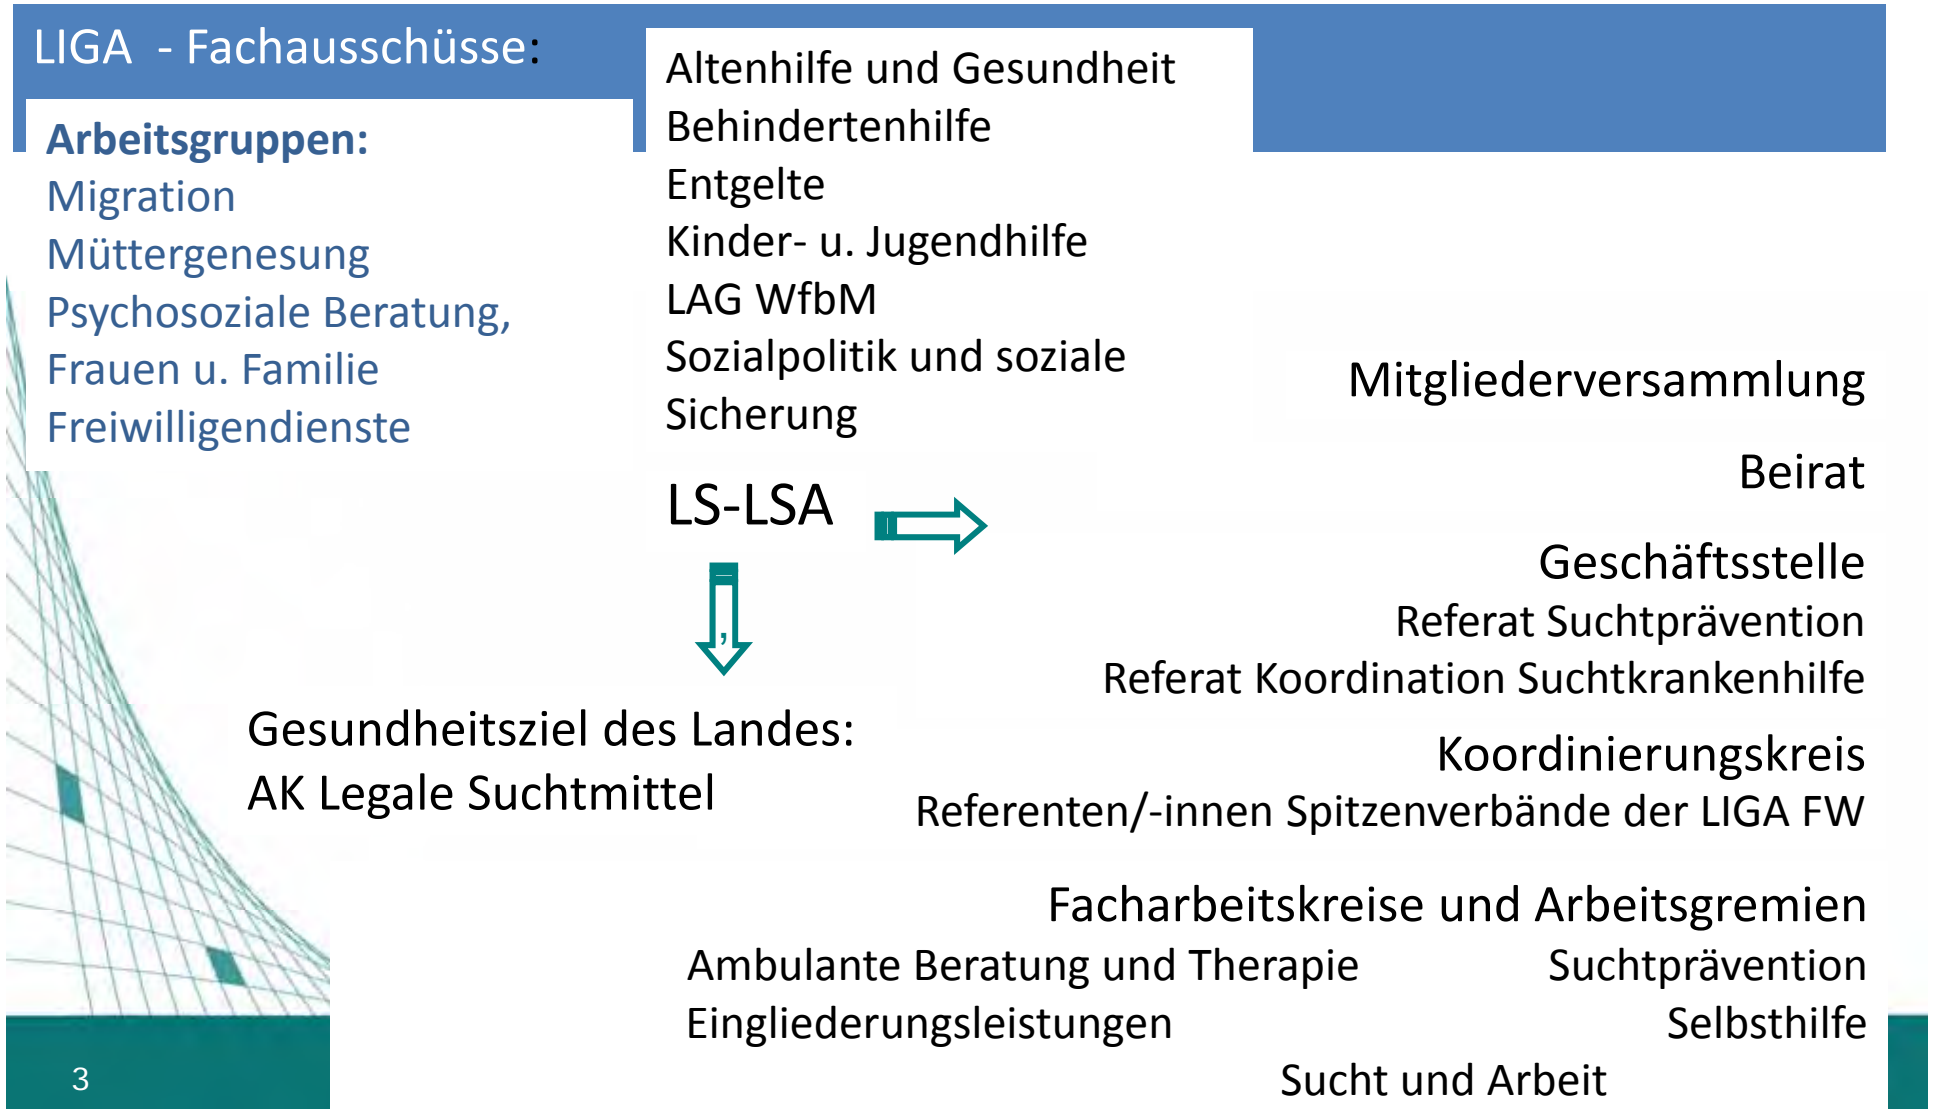 LIGA - Fachausschüsse:
Arbeitsgruppen:
Migration
Müttergenesung
Psychosoziale Beratung,
Frauen u. Familie
Freiwilligendienste
Altenhilfe und Gesundheit
Behindertenhilfe
Entgelte
Kinder- u. Jugendhilfe
LAG WfbM
Sozialpolitik und soziale
Sicherung
LS-LSA
,
Gesundheitsziel des Landes:
AK Legale Suchtmittel
Mitgliederversammlung
Beirat
Geschäftsstelle
Referat Suchtprävention
Referat Koordination Suchtkrankenhilfe
Koordinierungskreis
Referenten/-innen Spitzenverbände der LIGA FW
Facharbeitskreise und Arbeitsgremien
Ambulante Beratung und Therapie Suchtprävention
Eingliederungsleistungen Selbsthilfe
Sucht und Arbeit
3